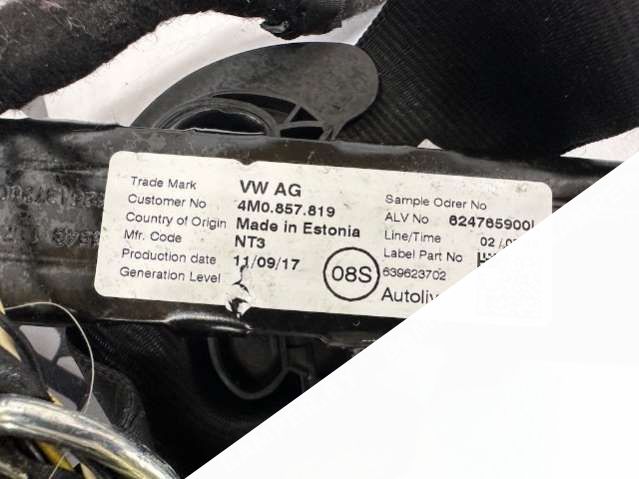 Trade Mark VW AG
Customer No 4M0.857.819
Country of Origin Made in Estonia
Mfr. Code NT3
Production date 11/09/17
Generation Level
08S
Sample Odrer No
ALV No 624765900
Line/Time 02
Label Part No
639623702
Autoliv